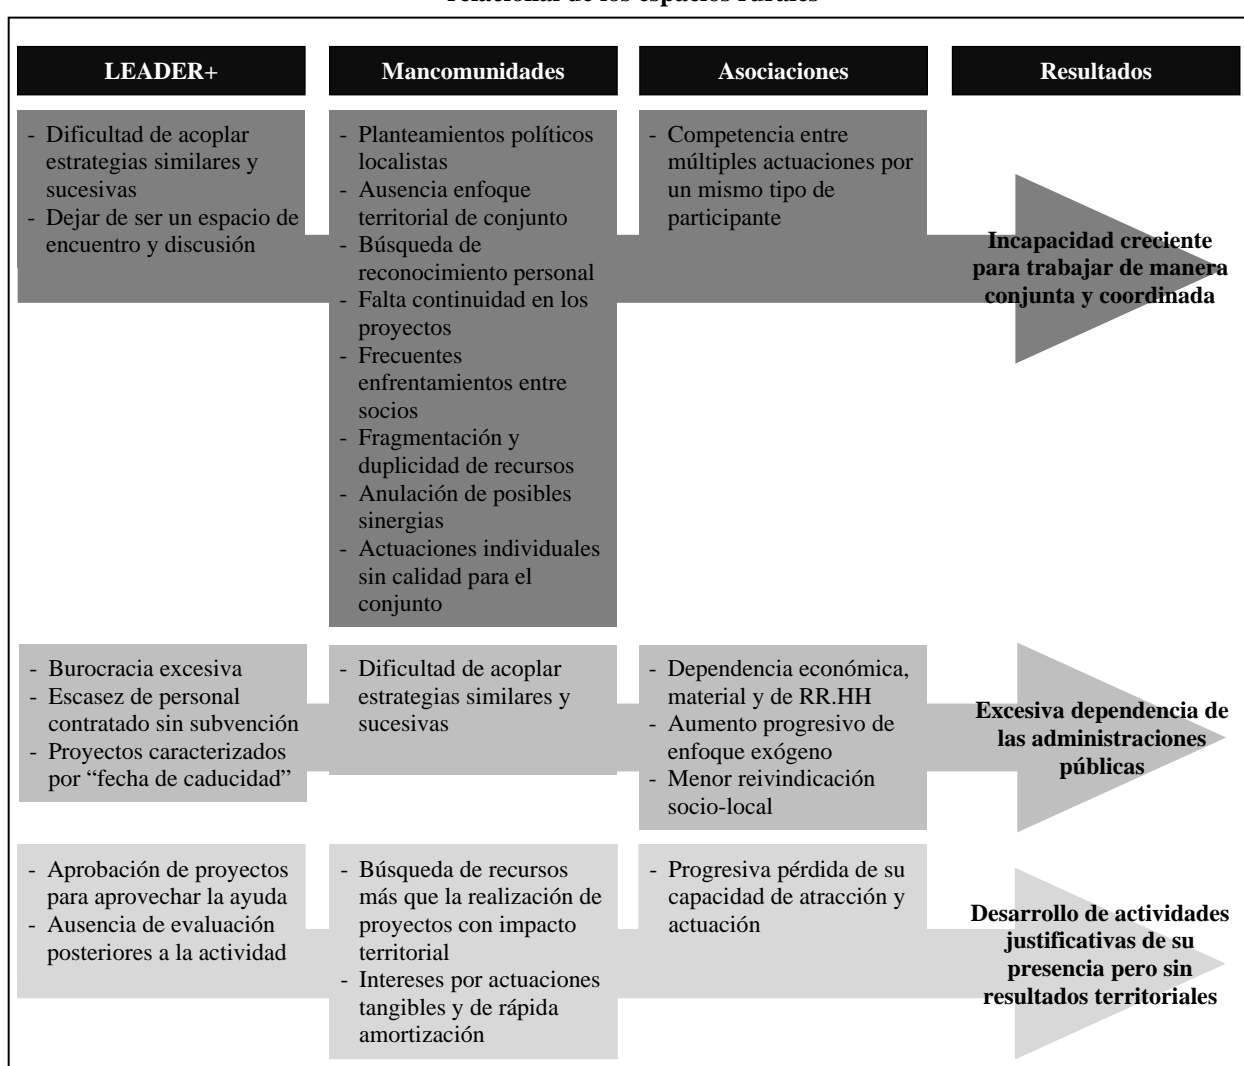 relacional de los espacios rurales
LEADER+
Mancomunidades
Asociaciones
Resultados
- Dificultad de acoplar
estrategias similares y
sucesivas
- Dejar de ser un espacio de
encuentro y discusión
- Planteamientos políticos
localistas
- Ausencia enfoque
territorial de conjunto
- Búsqueda de
reconocimiento personal
- Falta continuidad en los
proyectos
- Frecuentes
enfrentamientos entre
socios
- Fragmentación y
duplicidad de recursos
- Anulación de posibles
sinergias
- Actuaciones individuales
sin calidad para el
conjunto
- Competencia entre
múltiples actuaciones por
un mismo tipo de
participante
Incapacidad creciente
para trabajar de manera
conjunta y coordinada
- Burocracia excesiva
- Escasez de personal
contratado sin subvención
- Proyectos caracterizados
por “fecha de caducidad”
- Dificultad de acoplar
estrategias similares y
sucesivas
- Dependencia económica,
material y de RR.HH
- Aumento progresivo de
enfoque exógeno
- Menor reivindicación
socio-local
Excesiva dependencia de
las administraciones
públicas
- Aprobación de proyectos
para aprovechar la ayuda
- Ausencia de evaluación
posteriores a la actividad
- Búsqueda de recursos
más que la realización de
proyectos con impacto
territorial
- Intereses por actuaciones
tangibles y de rápida
amortización
- Progresiva pérdida de su
capacidad de atracción y
actuación
Desarrollo de actividades
justificativas de su
presencia pero sin
resultados territoriales